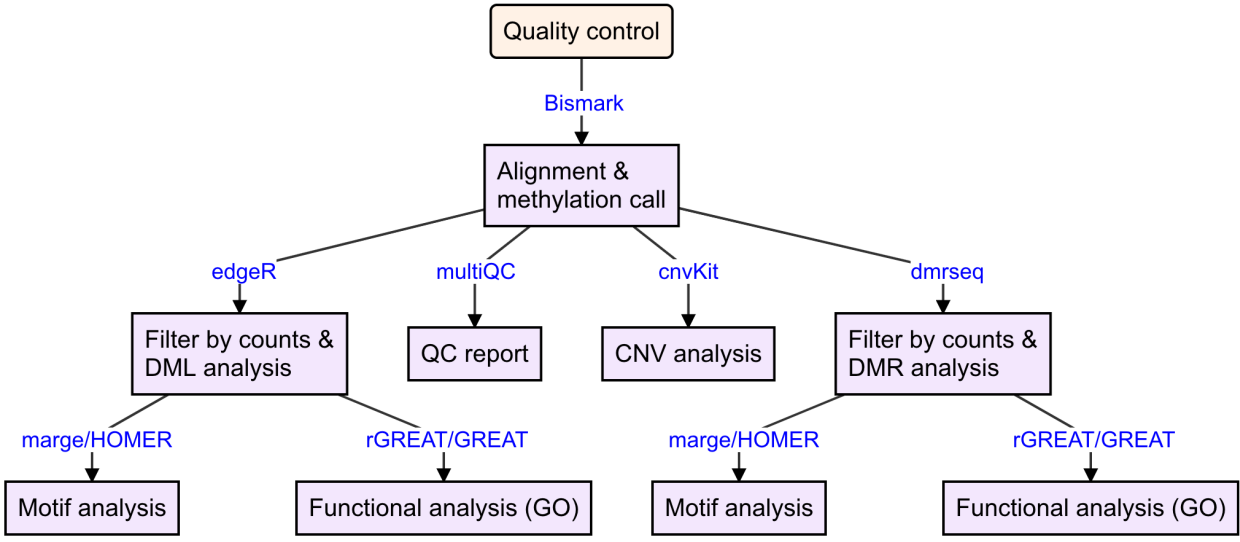 Quality control
Bismark
Alignment &
methylation call
edgeR
multiQC
cnvKit
dmrseq
Filter by counts &
DML analysis
QC report
CNV analysis
Filter by counts &
DMR analysis
marge/HOMER
rGREAT/GREAT
marge/HOMER
rGREAT/GREAT
Motif analysis
Functional analysis (GO)
Motif analysis
Functional analysis (GO)